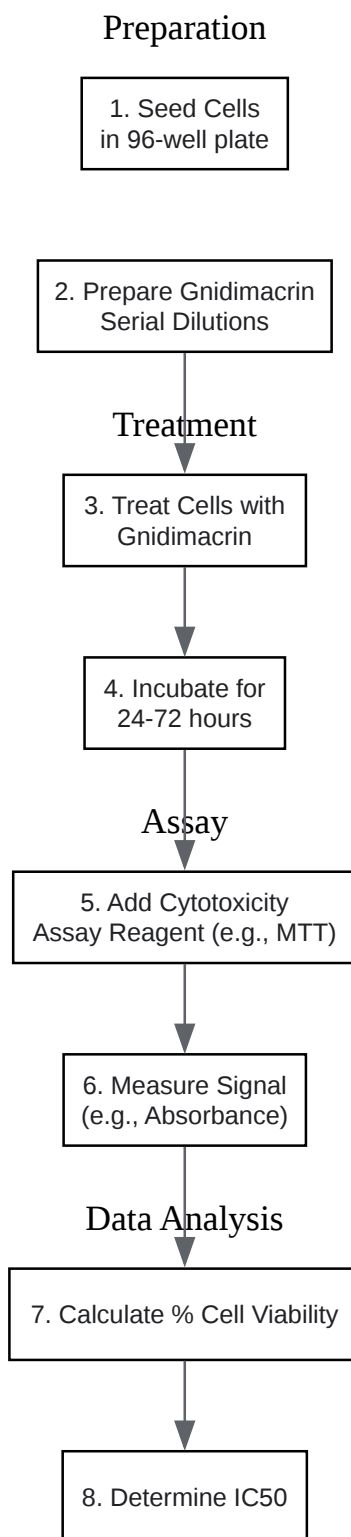 Preparation
1. Seed Cells
in 96-well plate
2. Prepare Gnidimacrin
Serial Dilutions
Treatment
3. Treat Cells with
Gnidimacrin
4. Incubate for
24-72 hours
Assay
5. Add Cytotoxicity
Assay Reagent (e.g., MTT)
6. Measure Signal
(e.g., Absorbance)
Data Analysis
7. Calculate % Cell Viability
8. Determine IC50